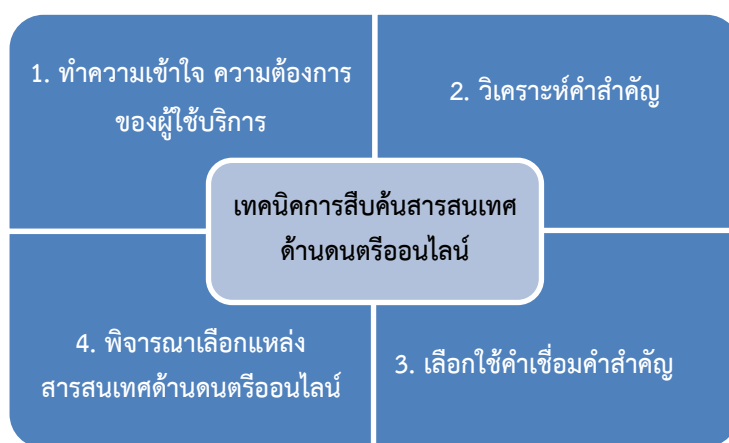 1. ทำความเข้าใจ ความต้องการ
ของผู้ใช้บริการ
2. วิเคราะห์คำสำคัญ
เทคนิคการสืบค้นสารสนเทศ
ด้านดนตรีออนไลน์
3. เลือกใช้คำเชื่อมคำสำคัญ
4. พิจารณาเลือกแหล่ง
สารสนเทศด้านดนตรีออนไลน์